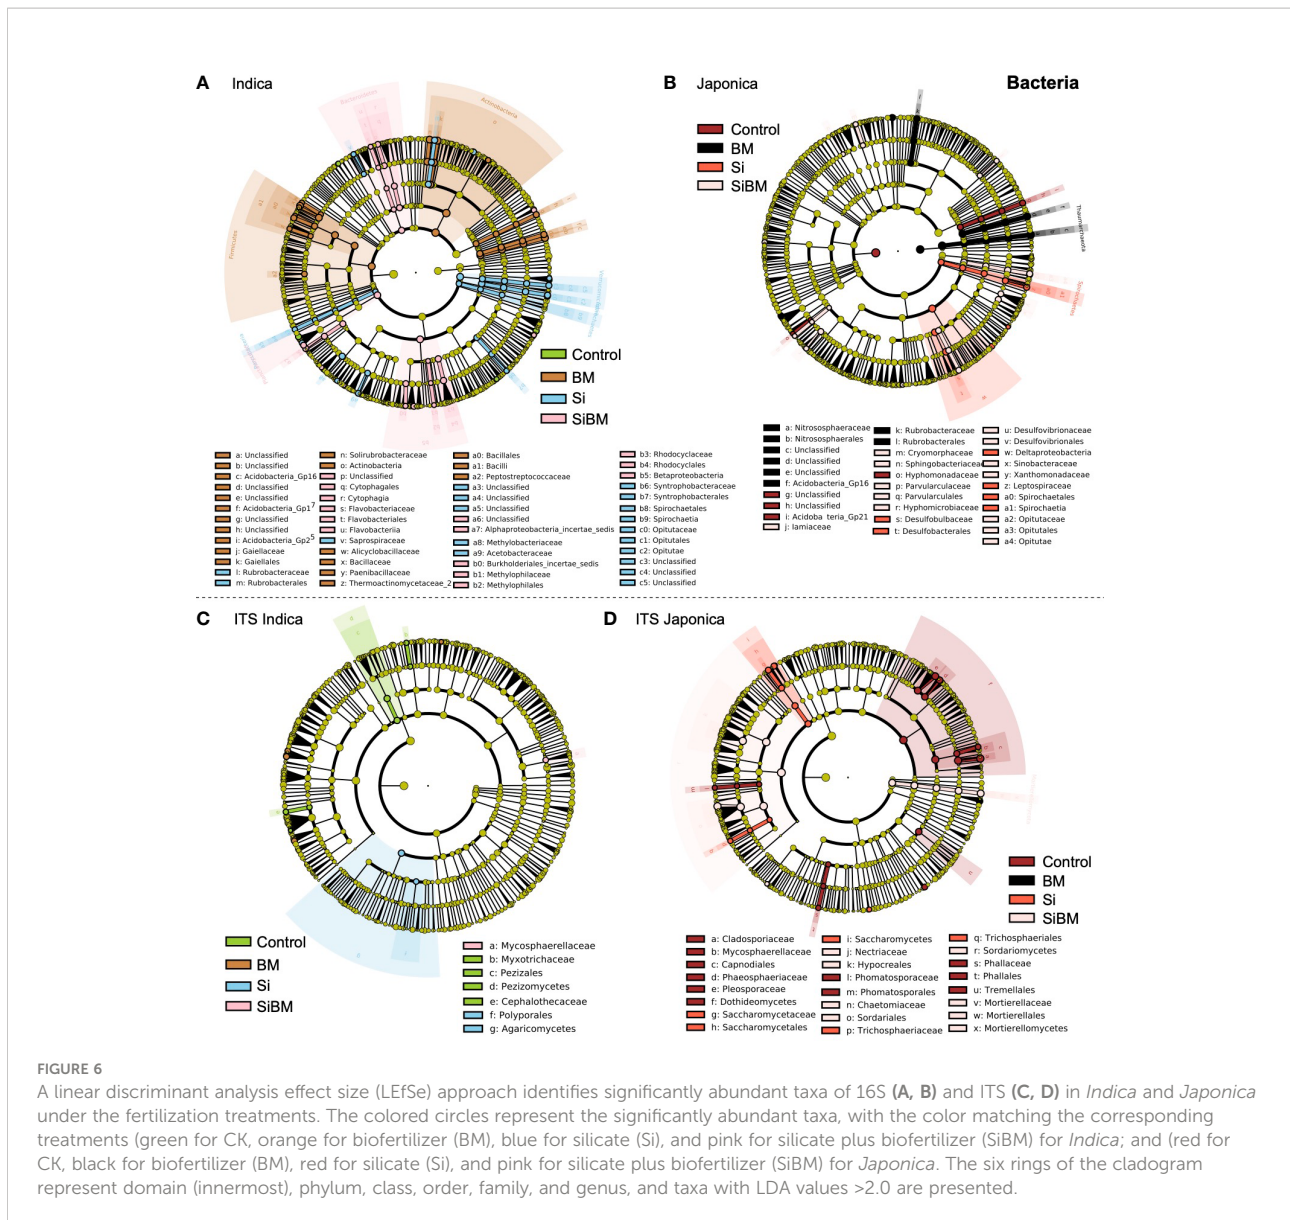 A Indica
B Japonica
Bacteria
Bacteroidetes
Actinobacteria
Firmicutes
Thaumarchaeota
Spirochaetes
Control
BM
Si
SiBM
Control
BM
Si
SiBM
a: Unclassified
b: Unclassified
c: Acidobacteria_Gp16
d: Unclassified
e: Unclassified
f: Acidobacteria_Gp17
g: Unclassified
h: Unclassified
i: Acidobacteria_Gp25
j: Gaiellaceae
k: Gaiellales
l: Rubrobacteraceae
m: Rubrobacterales
n: Solirubrobacteraceae
o: Actinobacteria
p: Unclassified
q: Cytophagales
r: Cytophagia
s: Flavobacteriaceae
t: Flavobacteriales
u: Flavobacteriia
v: Saprospiraceae
w: Alicyclobacillaceae
x: Bacillaceae
y: Paenibacillaceae
z: Thermoactinomycetaceae_2
a0: Bacillales
a1: Bacilli
a2: Peptostreptococcaceae
a3: Unclassified
a4: Unclassified
a5: Unclassified
a6: Unclassified
a7: Alphaproteobacteria_incertae_sedis
a8: Methylobacteriaceae
a9: Acetobacteraceae
b0: Burkholderiales_incertae_sedis
b1: Methylophilaceae
b2: Methylophilales
b3: Rhodocyclaceae
b4: Rhodocyclales
b5: Betaproteobacteria
b6: Syntrophobacteraceae
b7: Syntrophobacterales
b8: Spirochaetales
b9: Spirochaetia
c0: Opitutaceae
c1: Opitutales
c2: Opitutae
c3: Unclassified
c4: Unclassified
c5: Unclassified
a: Nitrososphaeraceae
b: Nitrososphaerales
c: Unclassified
d: Unclassified
e: Unclassified
f: Acidobacteria_Gp16
g: Unclassified
h: Unclassified
i: Acidoba teria_Gp21
j: Iamiaceae
k: Rubrobacteraceae
l: Rubrobacterales
m: Cryomorphaceae
n: Sphingobacteriaceae
o: Hyphomonadaceae
p: Parvularculaceae
q: Parvularculales
r: Hyphomicrobiaceae
s: Desulfobulbaceae
t: Desulfobacterales
u: Desulfovibrionaceae
v: Desulfovibrionales
w: Deltaproteobacteria
x: Sinobacteraceae
y: Xanthomonadaceae
z: Leptospiraceae
a0: Spirochaetales
a1: Spirochaetia
a2: Opitutaceae
a3: Opitutales
a4: Opitutae
C ITS Indica
D ITS Japonica
Control
BM
Si
SiBM
a: Mycosphaerellaceae
b: Myxotrichaceae
c: Pezizales
d: Pezizomycetes
e: Cephalothecaceae
f: Polyporales
g: Agaricomycetes
Control
BM
Si
SiBM
a: Cladosporiaceae
b: Mycosphaerellaceae
c: Capnodiales
d: Phaeosphaeriaceae
e: Pleosporaceae
f: Dothideomycetes
g: Saccharomycetaceae
h: Saccharomycetales
i: Saccharomycetes
j: Nectriaceae
k: Hypocreales
l: Phomatosporaceae
m: Phomatosporales
n: Chaetomiaceae
o: Sordariales
p: Trichosphaeriaceae
q: Trichosphaeriales
r: Sordariomycetes
s: Phallaceae
t: Phallales
u: Tremellales
v: Mortierellaceae
w: Mortierellales
x: Mortierellomycetes
FIGURE 6
A linear discriminant analysis effect size (LEfSe) approach identifies significantly abundant taxa of 16S (A, B) and ITS (C, D) in Indica and Japonica
under the fertilization treatments. The colored circles represent the significantly abundant taxa, with the color matching the corresponding
treatments (green for CK, orange for biofertilizer (BM), blue for silicate (Si), and pink for silicate plus biofertilizer (SiBM) for Indica; and (red for
CK, black for biofertilizer (BM), red for silicate (Si), and pink for silicate plus biofertilizer (SiBM) for Japonica. The six rings of the cladogram
represent domain (innermost), phylum, class, order, family, and genus, and taxa with LDA values >2.0 are presented.